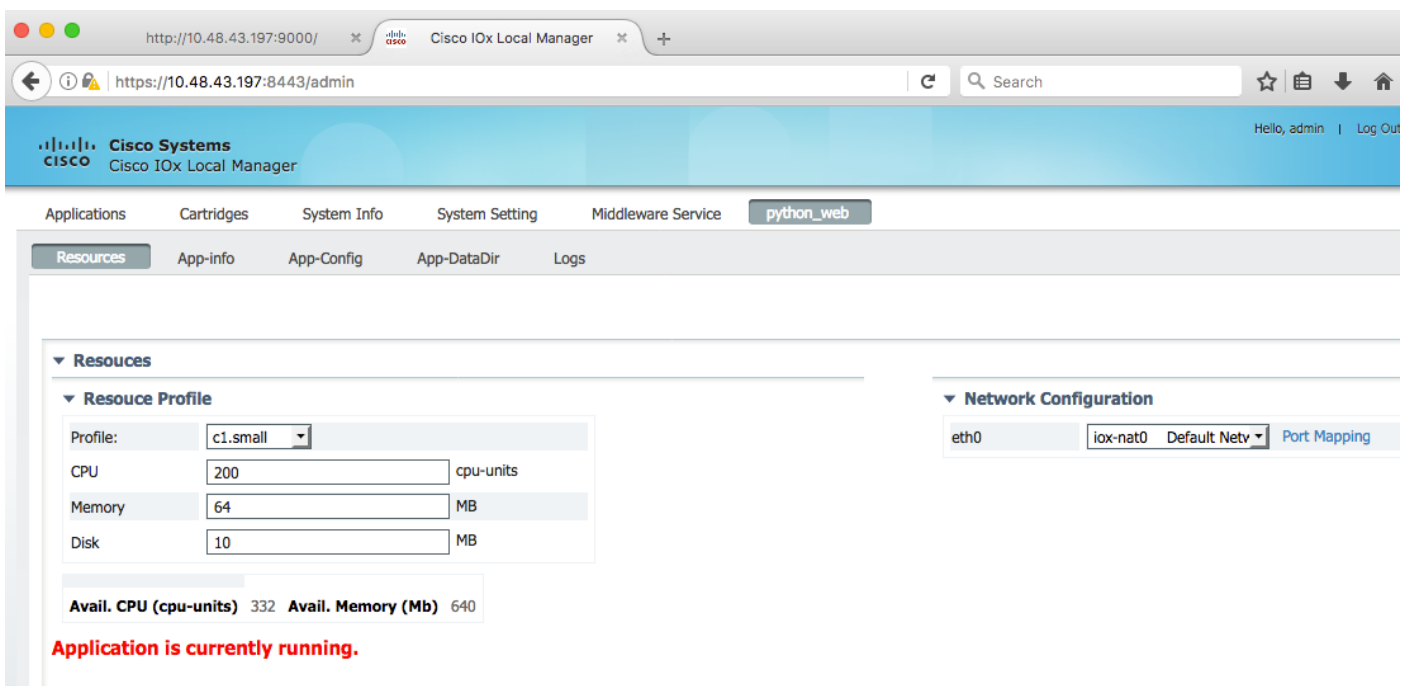 http://10.48.43.197:9000/ Cisco IOx Local Manager
https://10.48.43.197:8443/admin Search
Hello, admin | Log Out
CISCO Cisco Systems
Cisco IOx Local Manager
Applications Cartridges System Info System Setting Middleware Service python_web
Resources App-info App-Config App-DataDir Logs
Resouces
Resouce Profile
Profile: c1.small
CPU 200 cpu-units
Memory 64 MB
Disk 10 MB
Avail. CPU (cpu-units) 332 Avail. Memory (Mb) 640
Application is currently running.
Network Configuration
eth0 iox-nat0 Default Netw Port Mapping